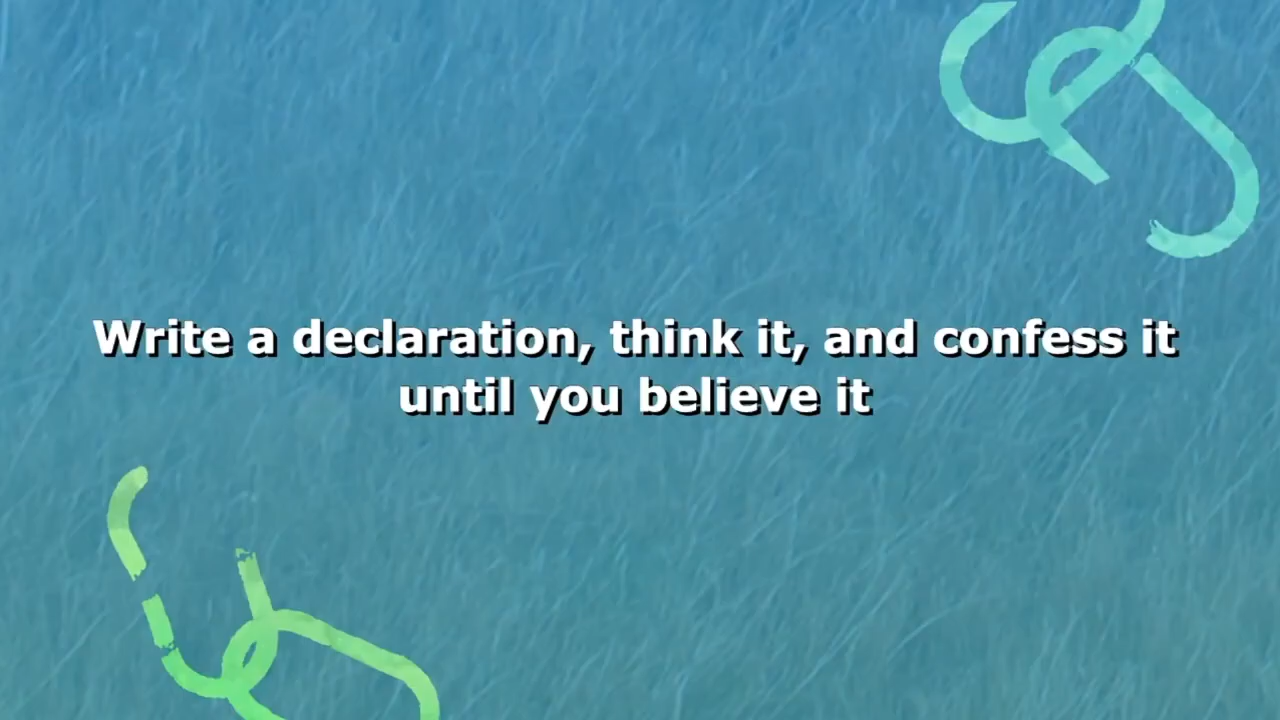 Write a declaration, think it, and confess it
until you believe it